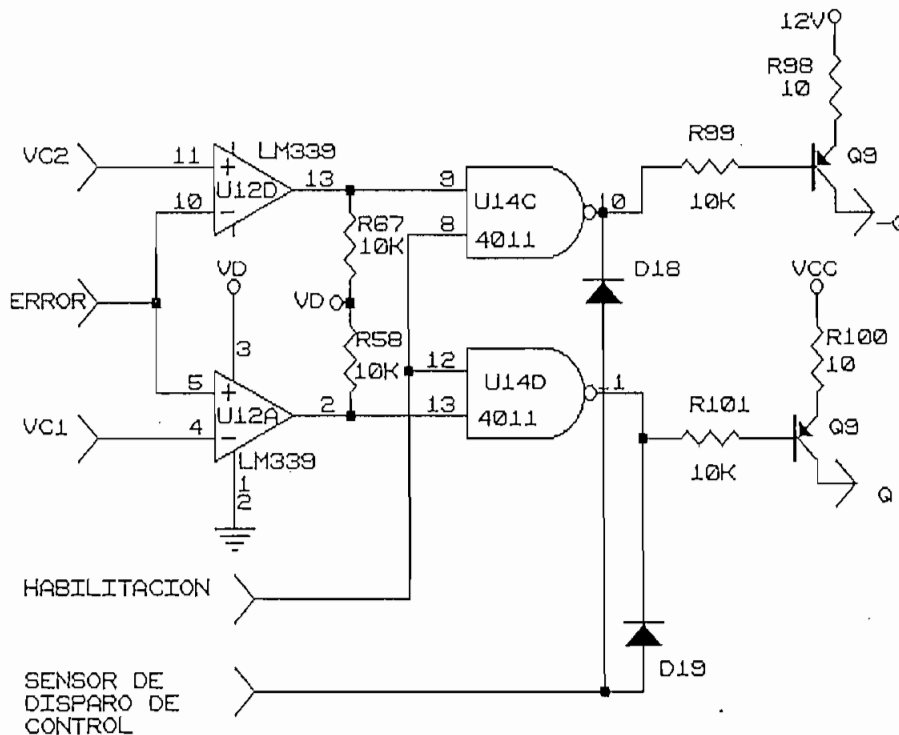 12V
R98
10
Q9
-Q
VC2
11
+
LM339
U12D
10
-
13
R67
10K
VD
R58
10K
9
8
U14C
4011
10
R99
10K
D18
ERROR
VD
3
5
+
U12A
4
-
2
LM339
VC1
1
2
12
13
U14D
4011
1
R101
10K
VCC
R100
10
Q9
Q
HABILITACION
D19
SENSOR DE
DISPARO DE
CONTROL